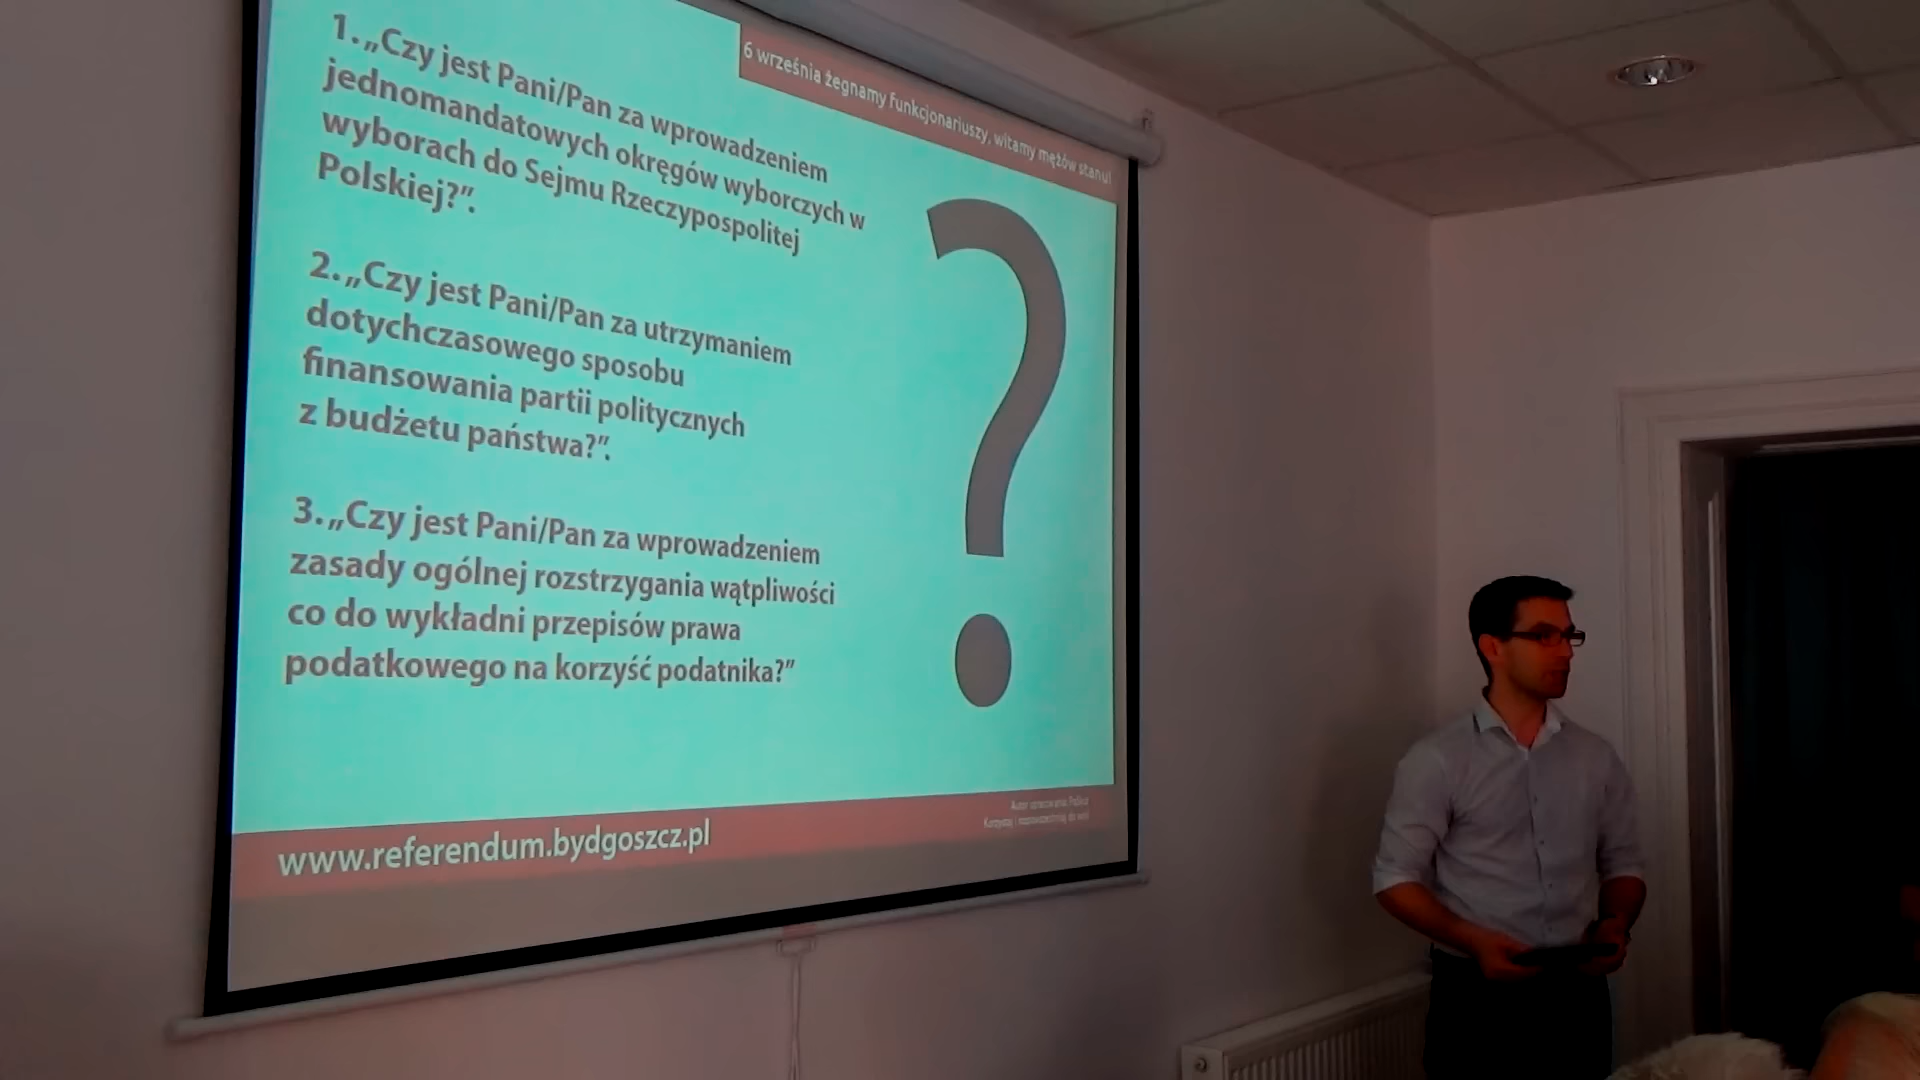 6 września żegnamy funkcjonariuszy, witamy mężów stanu!
1. „Czy jest Pani/Pan za wprowadzeniem
jednomandatowych okręgów wyborczych w
wyborach do Sejmu Rzeczypospolitej
Polskiej?”.
2. „Czy jest Pani/Pan za utrzymaniem
dotychczasowego sposobu
finansowania partii politycznych
z budżetu państwa?”.
3. „Czy jest Pani/Pan za wprowadzeniem
zasady ogólnej rozstrzygania wątpliwości
co do wykładni przepisów prawa
podatkowego na korzyść podatnika?”
?
www.referendum.bydgoszcz.pl
Autor